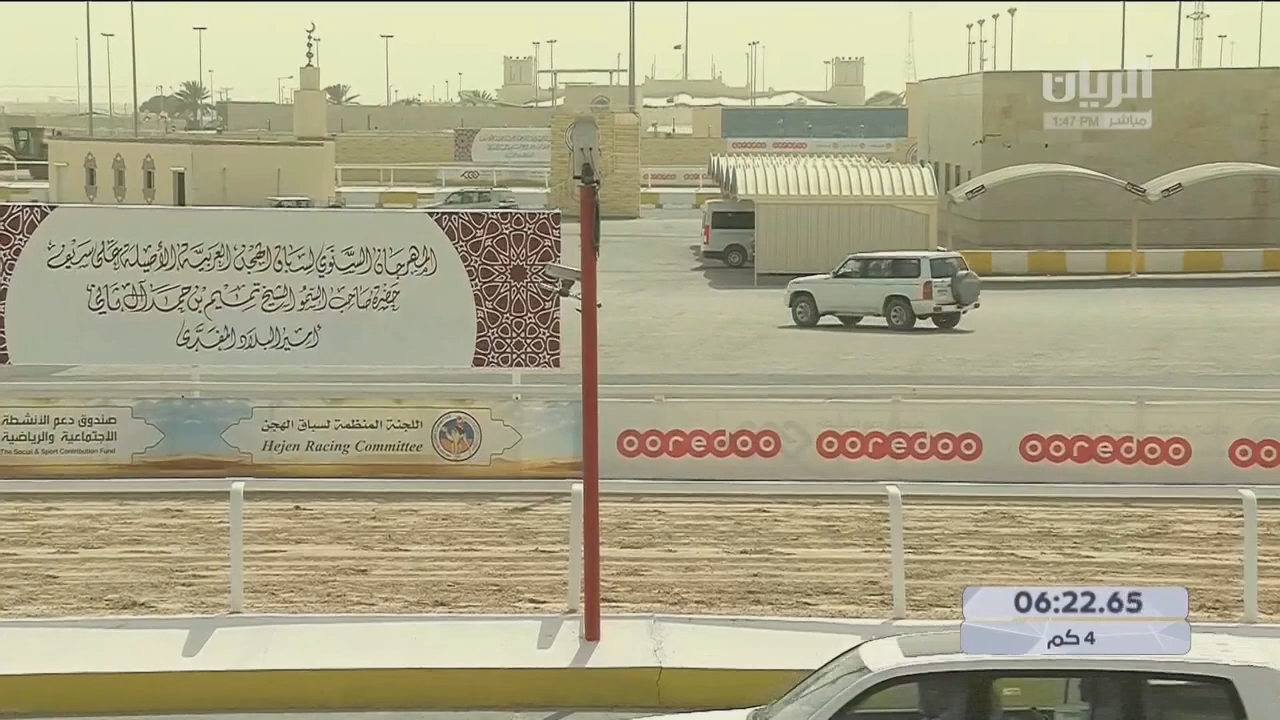 الريان
1:47 PM مباشر
المهرجان السنوي لسباق الهجن العربية الأصيلة على سيف
حضرة صاحب السمو الشيخ تميم بن حمد آل ثاني
أمير البلاد المفدى
صندوق دعم الأنشطة
الاجتماعية والرياضية
The Social & Sport Contribution Fund
اللجنة المنظمة لسباق الهجن
Hejen Racing Committee
ooredoo ooredoo ooredoo
ooredoo ooredoo
06:22.65
4 كم